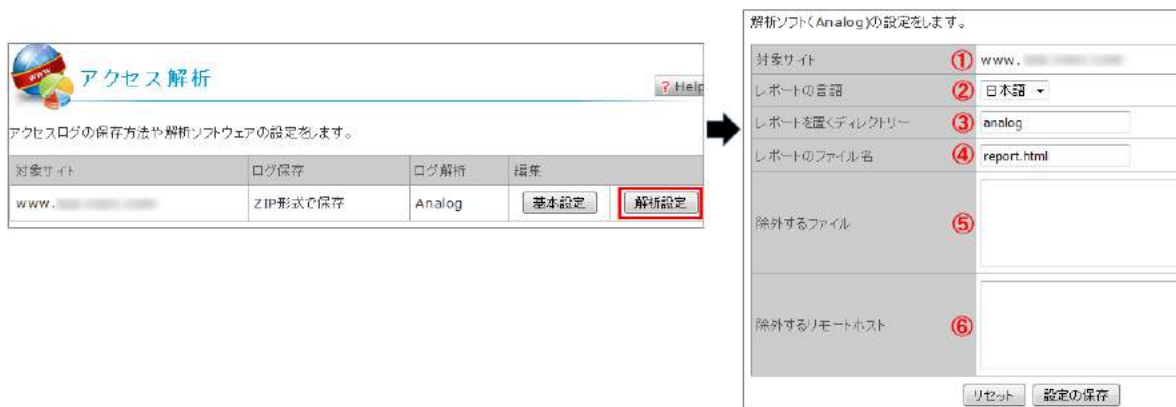 WWW
アクセス解析
? Help
アクセスログの保存方法や解析ソフトウェアの設定をします。
対象サイト ログ保存 ログ解析 編集
www. ZIP形式で保存 Analog 基本設定 解析設定
解析ソフト(Analog)の設定をします。
対象サイト ① www.
レポートの言語 ② 日本語
レポートを置くディレクトリー ③ analog
レポートのファイル名 ④ report.html
除外するファイル ⑤
除外するリモートホスト ⑥
リセット 設定の保存